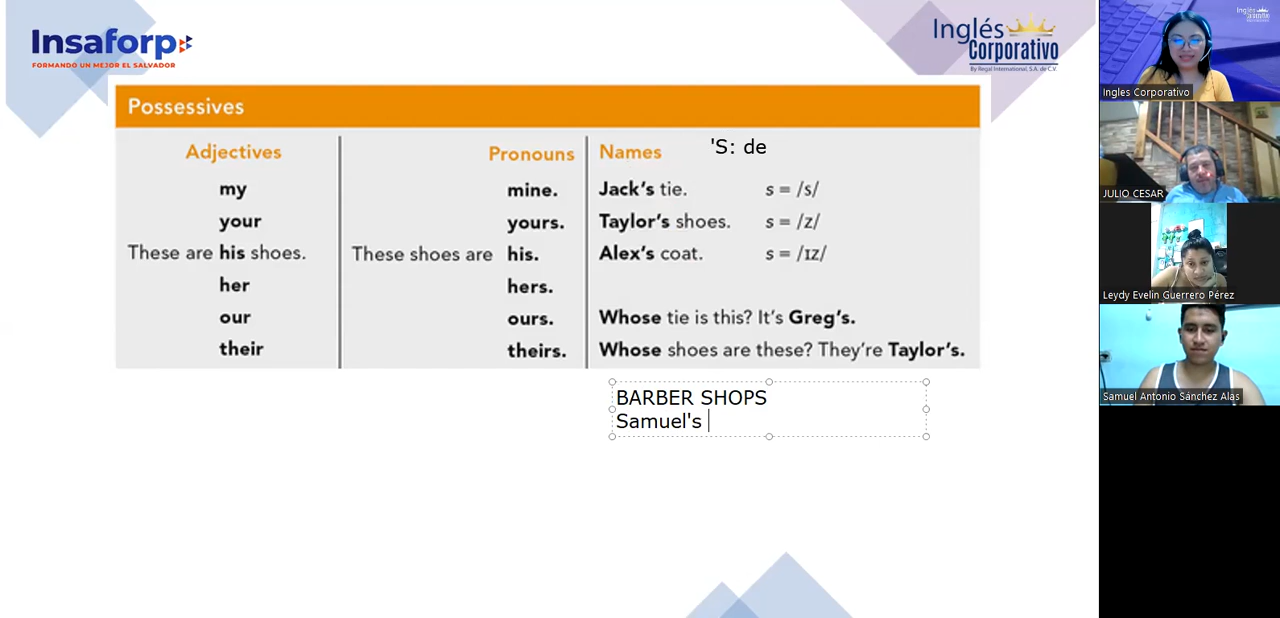 Insaforp
FORMANDO UN MEJOR EL SALVADOR
Inglés
Corporativo
By Regal International, S.A. de C.V.
Possessives
Adjectives
my
your
These are his shoes.
her
our
their
Pronouns
mine.
yours.
These shoes are his.
hers.
ours.
theirs.
Names 'S: de
Jack's tie. s = /s/
Taylor's shoes. s = /z/
Alex's coat. s = /ɪz/
Whose tie is this? It's Greg's.
Whose shoes are these? They're Taylor's.
BARBER SHOPS
Samuel's
Ingles Corporativo
JULIO CESAR
Leydy Evelin Guerrero Pérez
Samuel Antonio Sánchez Alas